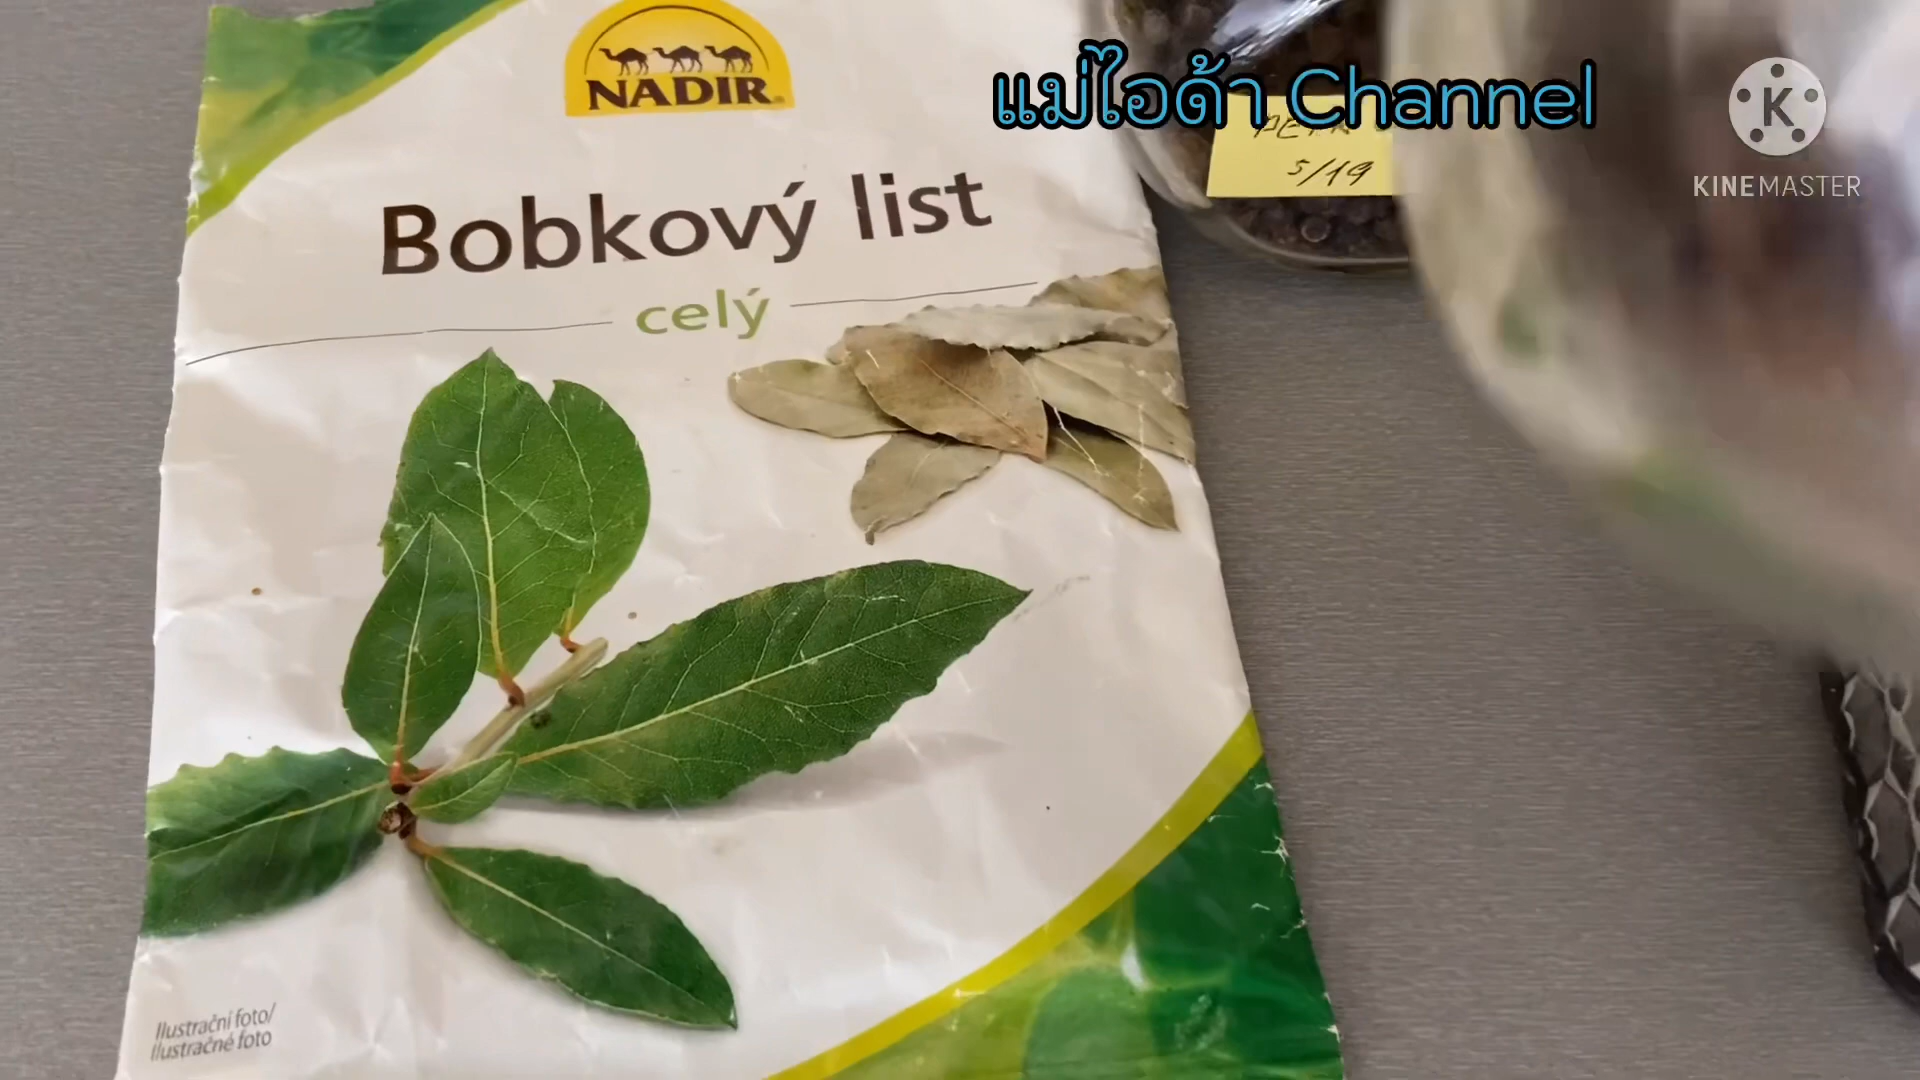 NADIR
Bobkový list
celý
Ilustrační foto/
Ilustračné foto
แม่ไอด้า Channel
5/19
K
KINEMASTER